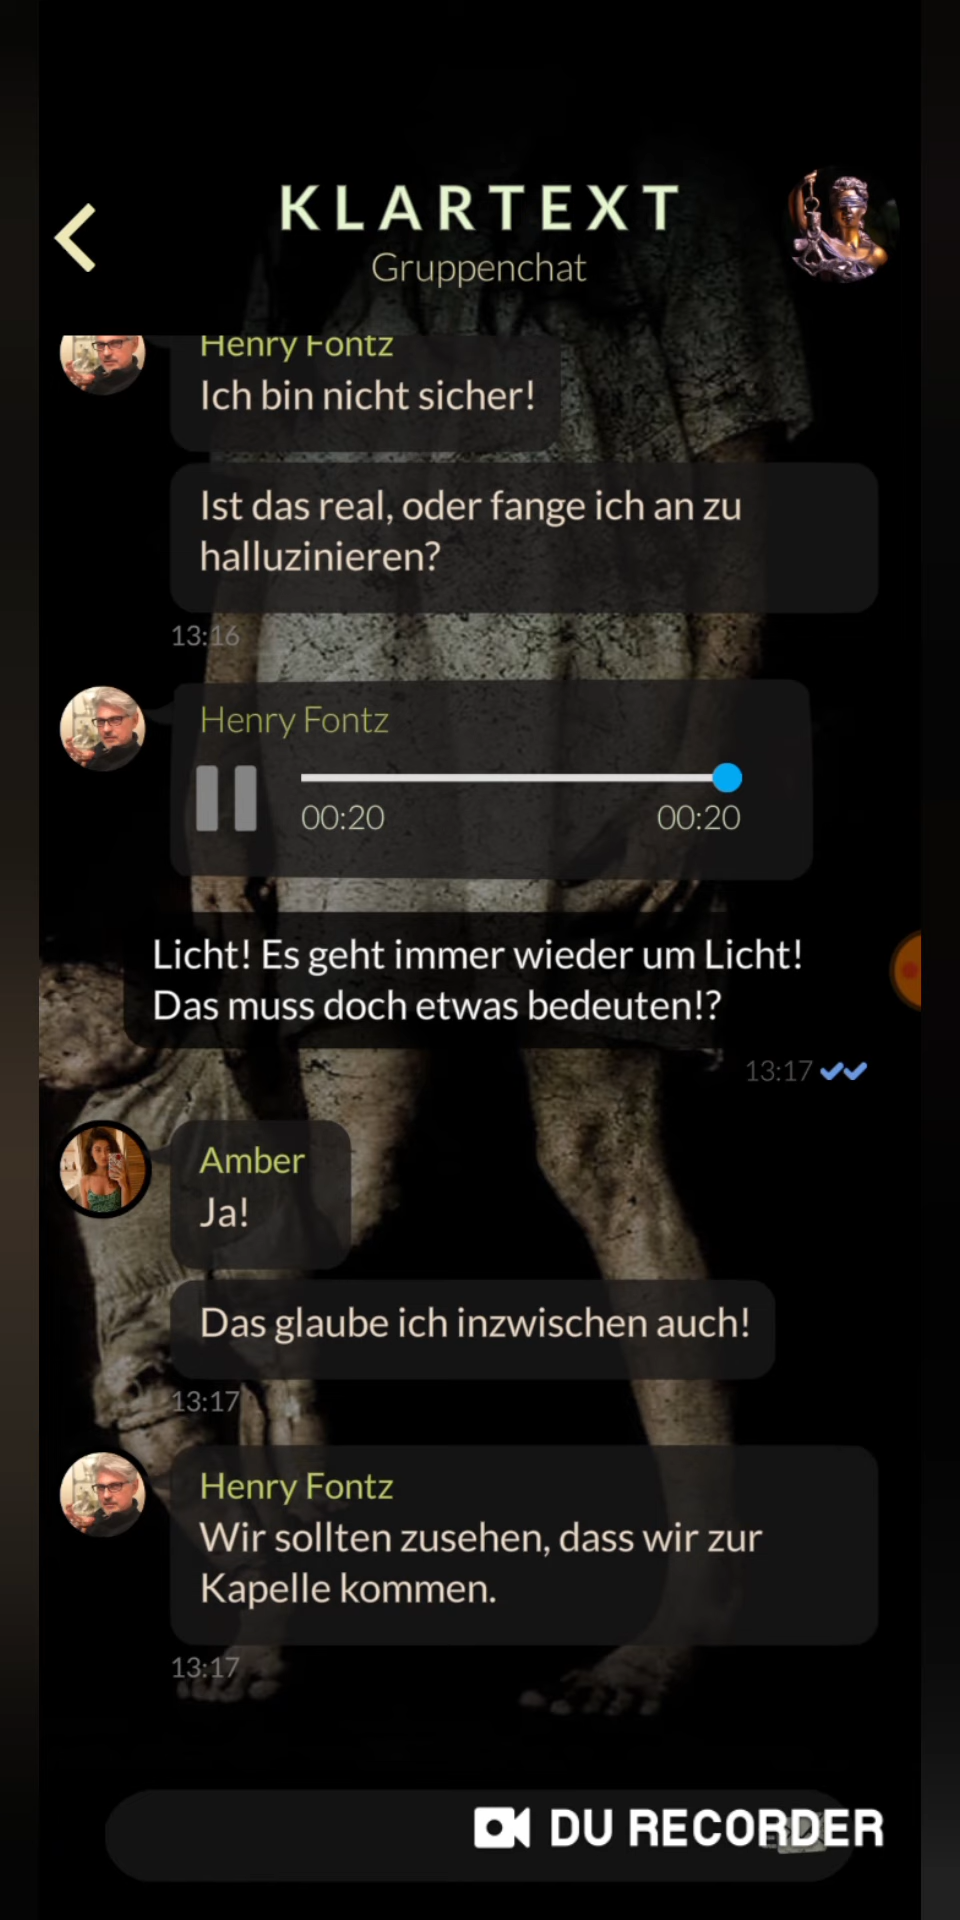 KLARTEXT
Gruppenchat
Henry Fontz
Ich bin nicht sicher!
Ist das real, oder fange ich an zu
halluzinieren?
13:16
Henry Fontz
00:20 00:20
Licht! Es geht immer wieder um Licht!
Das muss doch etwas bedeuten!?
13:17
Amber
Ja!
Das glaube ich inzwischen auch!
13:17
Henry Fontz
Wir sollten zusehen, dass wir zur
Kapelle kommen.
13:17
DU RECORDER